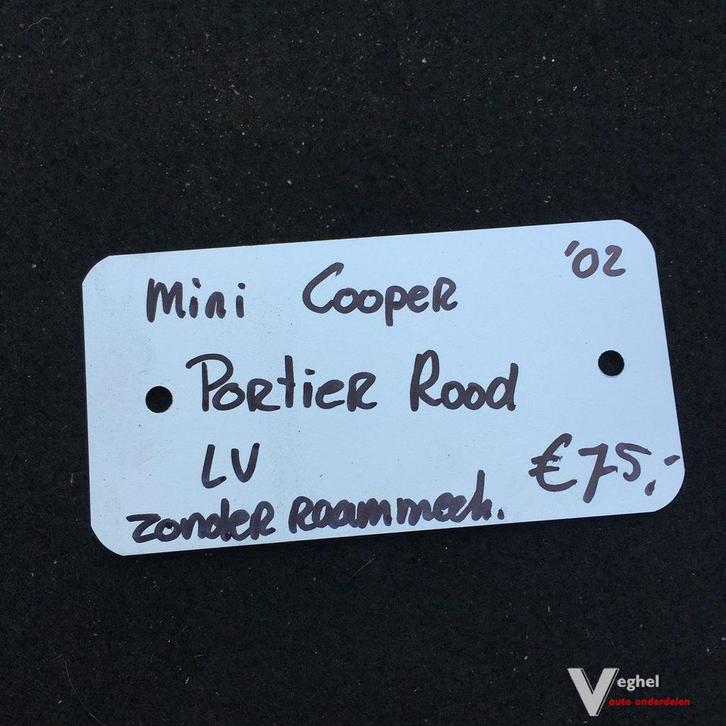 Mini Cooper '02
Portier Rood
LV €75,-
zonder raammech.
Veghel
auto onderdelen